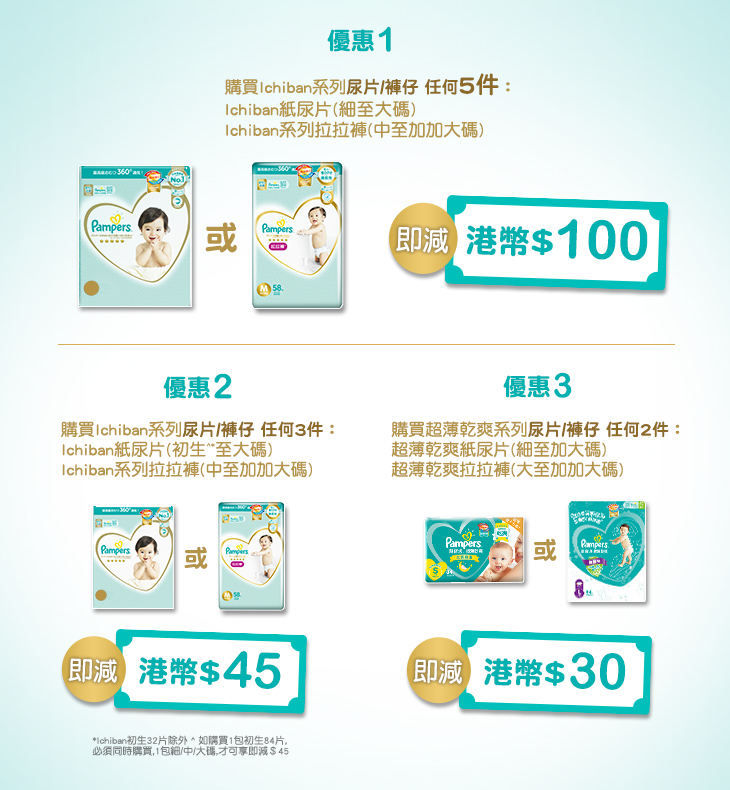 優惠1
購買Ichiban系列尿片/褲仔 任何5件：
Ichiban紙尿片(細至大碼)
Ichiban系列拉拉褲(中至加加大碼)
360°
No.1
Pampers
或
360°
Pampers
拉拉褲
M 58
即減 港幣$100
優惠2
購買Ichiban系列尿片/褲仔 任何3件：
Ichiban紙尿片(初生^*至大碼)
Ichiban系列拉拉褲(中至加加大碼)
360°
Pampers
或
360°
Pampers
58
即減 港幣$45
*Ichiban初生32片除外 ^ 如購買1包初生84片,
必須同時購買,1包細/中/大碼,才可享即減$45
優惠3
購買超薄乾爽系列尿片/褲仔 任何2件：
超薄乾爽紙尿片(細至加大碼)
超薄乾爽拉拉褲(大至加加大碼)
Pampers
S
或
Pampers
L
即減 港幣$30